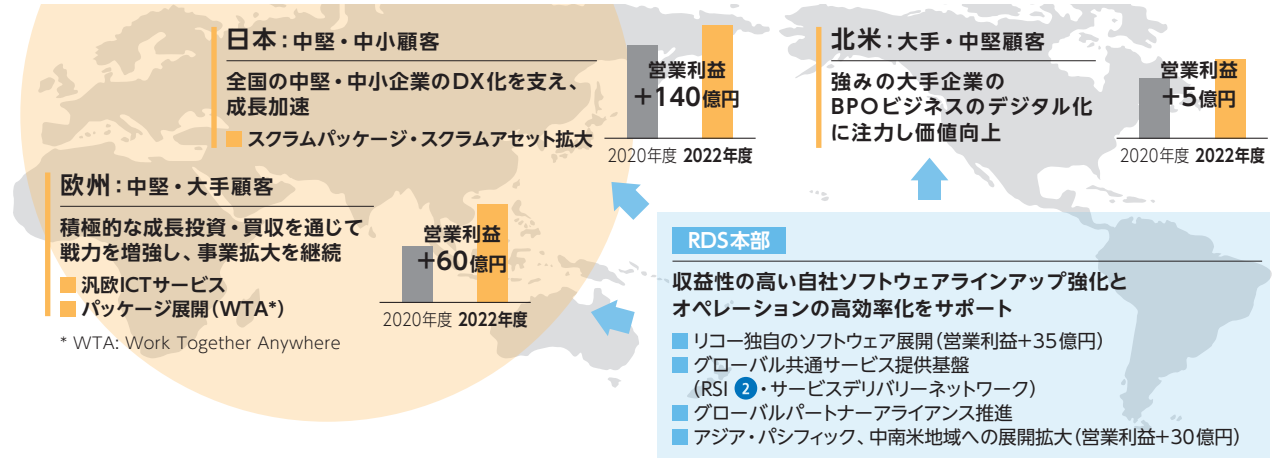 日本：中堅・中小顧客
全国の中堅・中小企業のDX化を支え、
成長加速
スクラムパッケージ・スクラムアセット拡大
営業利益
+140億円
2020年度 2022年度
北米：大手・中堅顧客
強みの大手企業の
BPOビジネスのデジタル化
に注力し価値向上
営業利益
+5億円
2020年度 2022年度
欧州：中堅・大手顧客
積極的な成長投資・買収を通じて
戦力を増強し、事業拡大を継続
汎欧ICTサービス
パッケージ展開（WTA*）
* WTA: Work Together Anywhere
営業利益
+60億円
2020年度 2022年度
RDS本部
収益性の高い自社ソフトウェアラインアップ強化と
オペレーションの高効率化をサポート
リコー独自のソフトウェア展開（営業利益+35億円）
グローバル共通サービス提供基盤
（RSI 2・サービスデリバリーネットワーク）
グローバルパートナーアライアンス推進
アジア・パシフィック、中南米地域への展開拡大（営業利益+30億円）